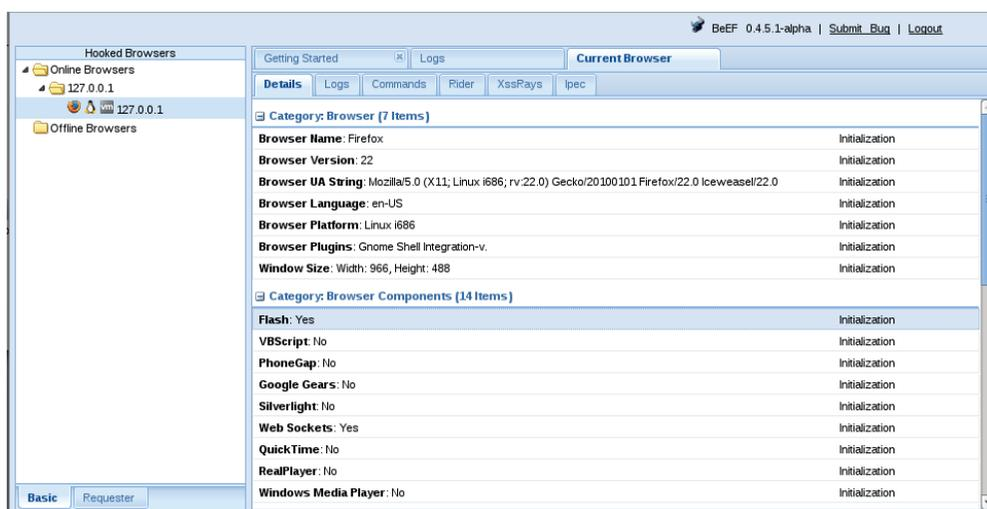 BeEF 0.4.5.1-alpha | Submit Bug | Logout
Hooked Browsers
Online Browsers
127.0.0.1
vm 127.0.0.1
Offline Browsers
Basic Requester
Getting Started Logs Current Browser
Details Logs Commands Rider XssRays Ipec
Category: Browser (7 Items)
Browser Name: Firefox Initialization
Browser Version: 22 Initialization
Browser UA String: Mozilla/5.0 (X11; Linux i686; rv:22.0) Gecko/20100101 Firefox/22.0 Iceweasel/22.0 Initialization
Browser Language: en-US Initialization
Browser Platform: Linux i686 Initialization
Browser Plugins: Gnome Shell Integration-v. Initialization
Window Size: Width: 966, Height: 488 Initialization
Category: Browser Components (14 Items)
Flash: Yes Initialization
VBScript: No Initialization
PhoneGap: No Initialization
Google Gears: No Initialization
Silverlight: No Initialization
Web Sockets: Yes Initialization
QuickTime: No Initialization
RealPlayer: No Initialization
Windows Media Player: No Initialization